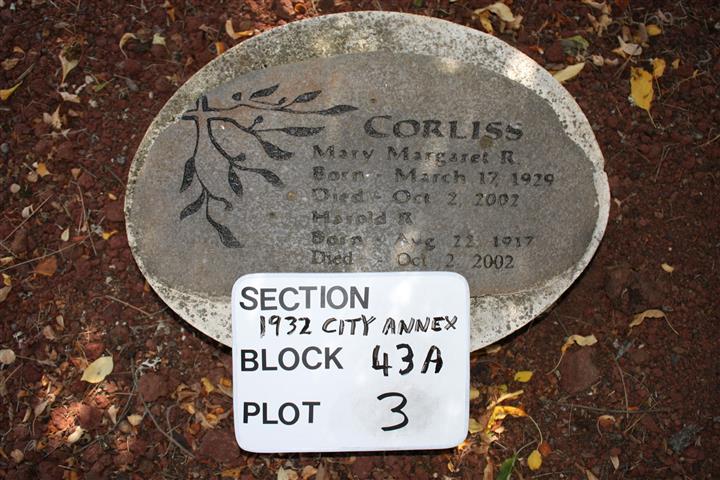 CORLISS
Mary Margaret R.
Born - March 17, 1929
Died - Oct 2, 2002
Harold R
Born - Aug 22, 1917
Died - Oct 2 2002
SECTION
1932 CITY ANNEX
BLOCK 43A
PLOT 3